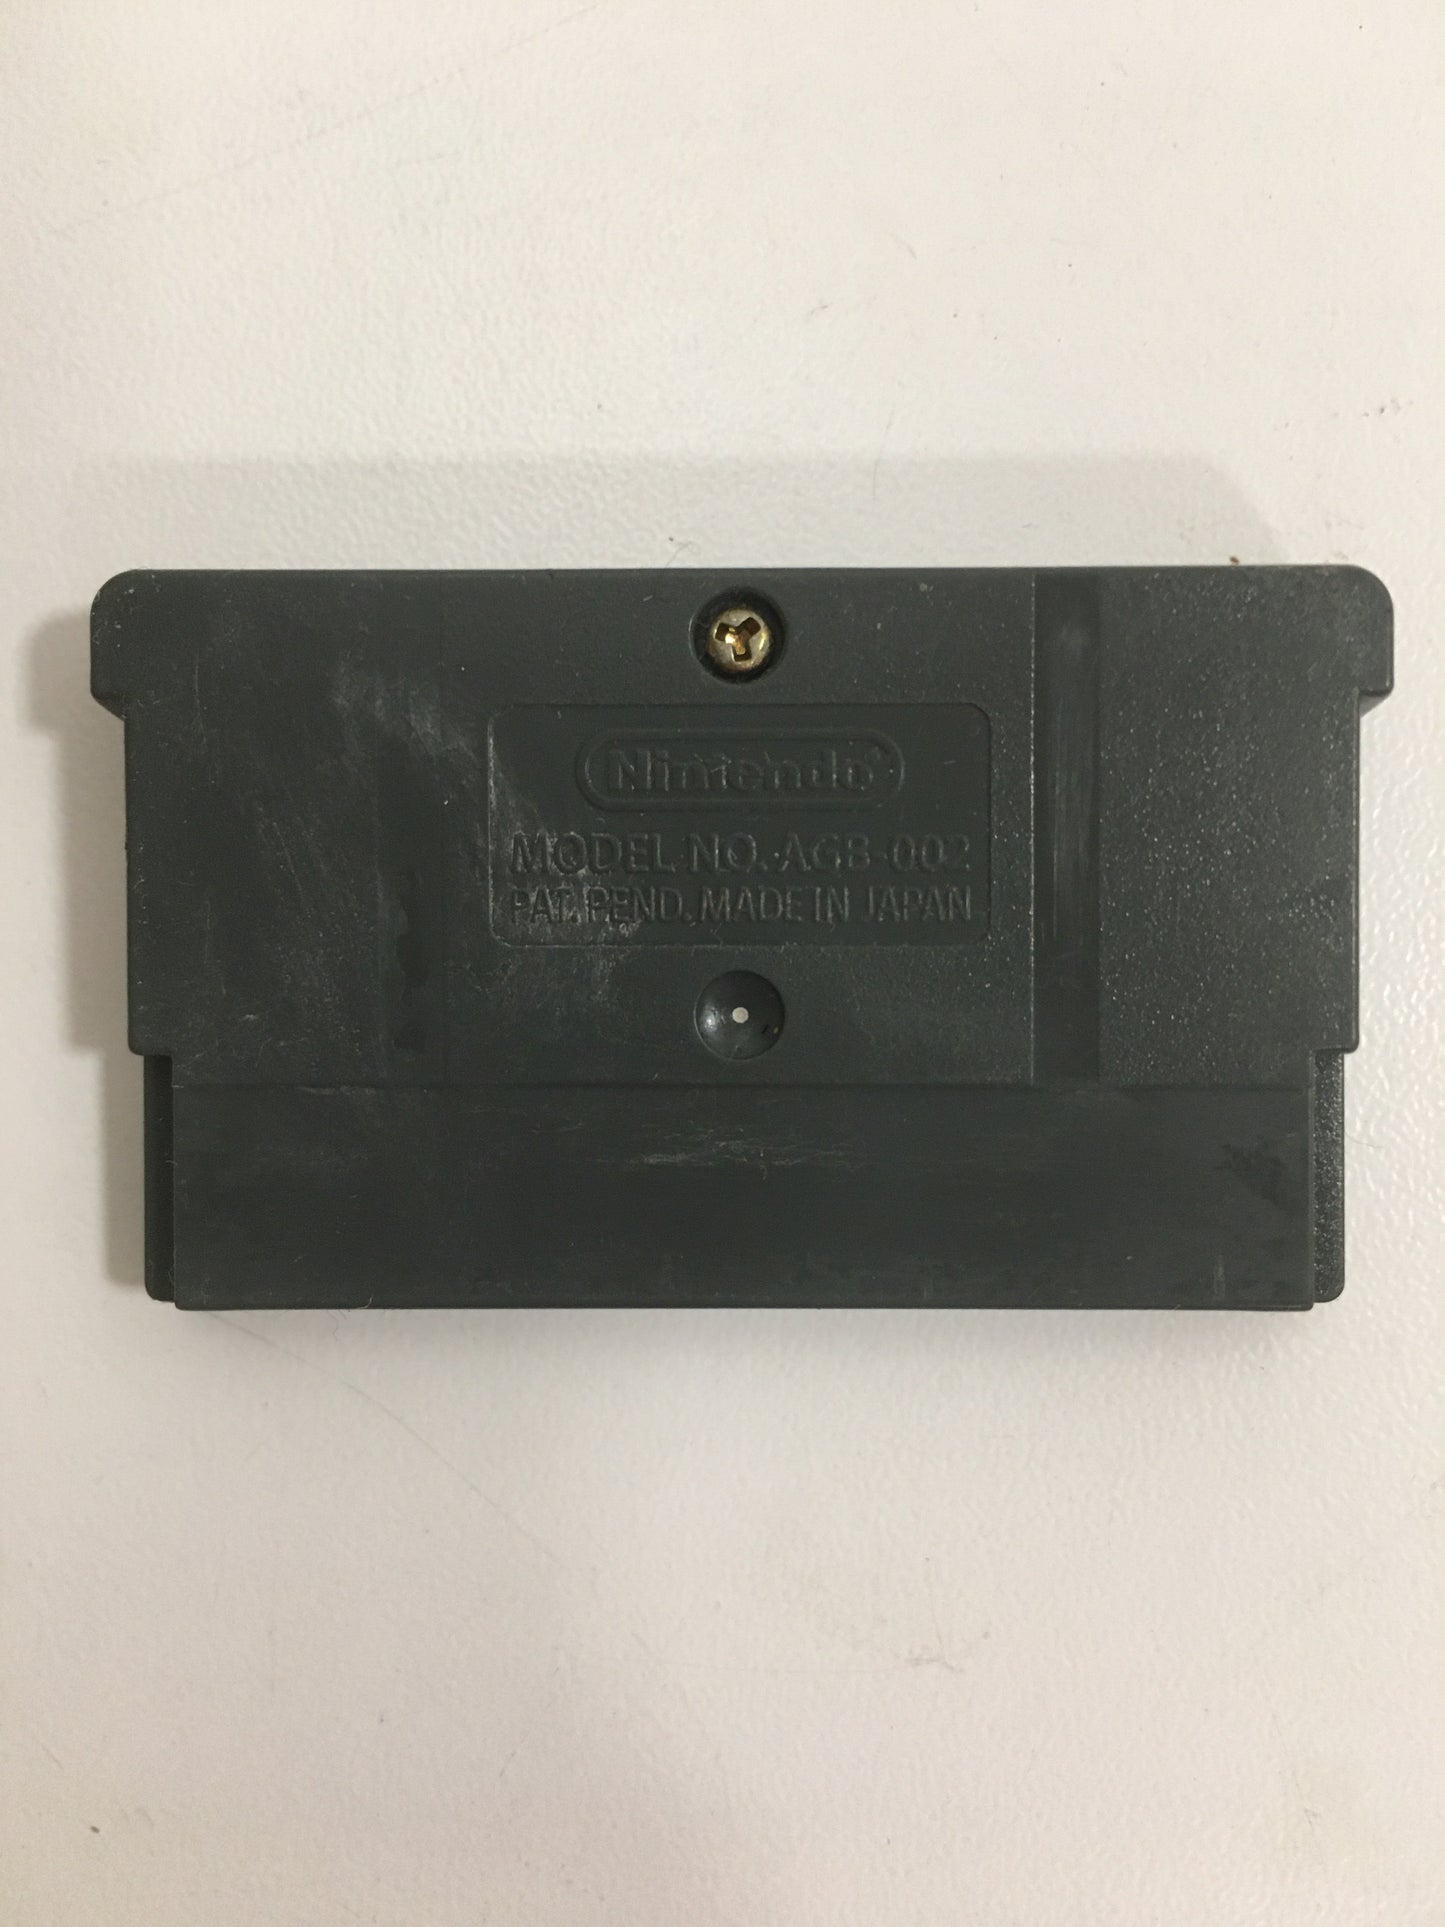 Nintendo®
MODEL NO. AGB-002
PAT. PEND. MADE IN JAPAN